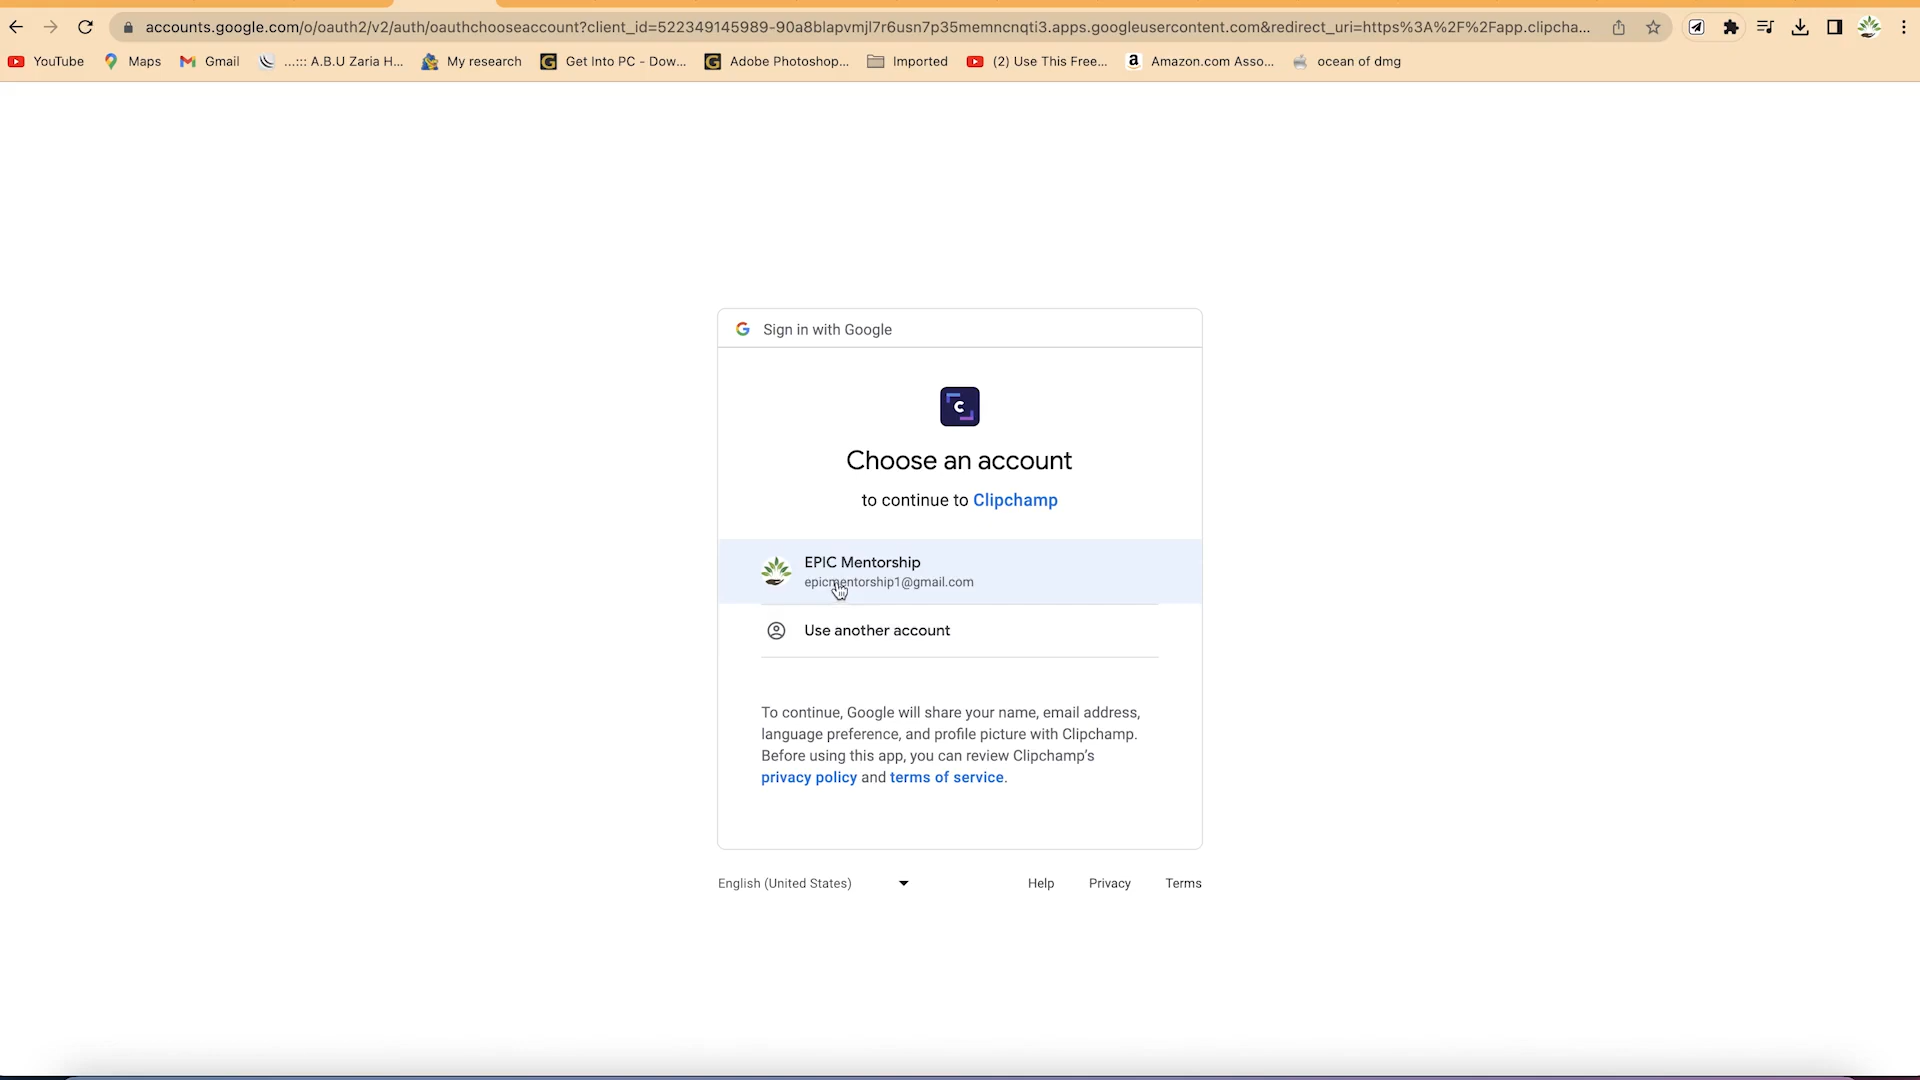 accounts.google.com/o/oauth2/v2/auth/oauthchooseaccount?client_id=522349145989-90a8blapvmjl7r6usn7p35memncnqti3.apps.googleusercontent.com&redirect_uri=https%3A%2F%2Fapp.clipcha...
YouTube Maps Gmail ...::: A.B.U Zaria H... My research Get Into PC - Dow... Adobe Photoshop... Imported (2) Use This Free... Amazon.com Asso... ocean of dmg
Sign in with Google
Choose an account
to continue to Clipchamp
EPIC Mentorship
epicmentorship1@gmail.com
Use another account
To continue, Google will share your name, email address,
language preference, and profile picture with Clipchamp.
Before using this app, you can review Clipchamp's
privacy policy and terms of service.
English (United States) Help Privacy Terms